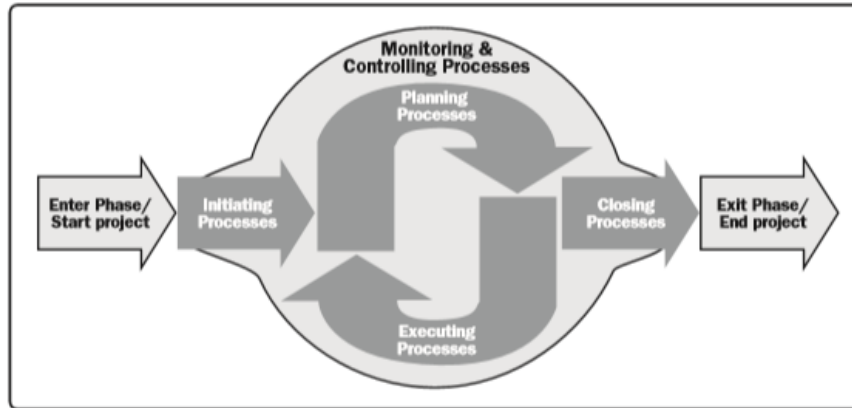 Monitoring &
Controlling Processes
Planning
Processes
Enter Phase/
Start project
Initiating
Processes
Closing
Processes
Exit Phase/
End project
Executing
Processes